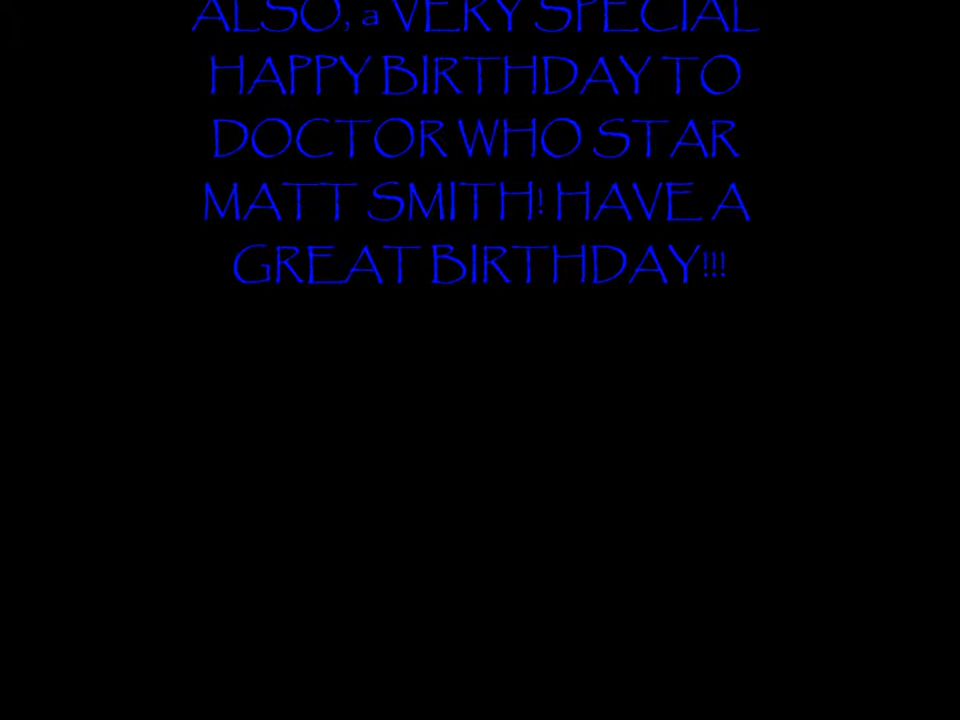 ALSO, a VERY SPECIAL
HAPPY BIRTHDAY TO
DOCTOR WHO STAR
MATT SMITH! HAVE A
GREAT BIRTHDAY!!!